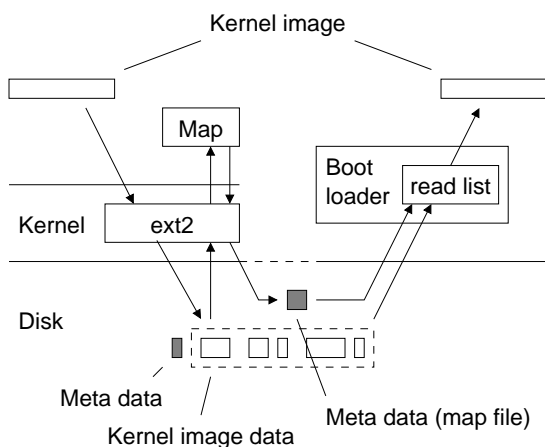 Kernel image
Map
Boot
loader
read list
Kernel
ext2
Disk
Meta data
Meta data (map file)
Kernel image data